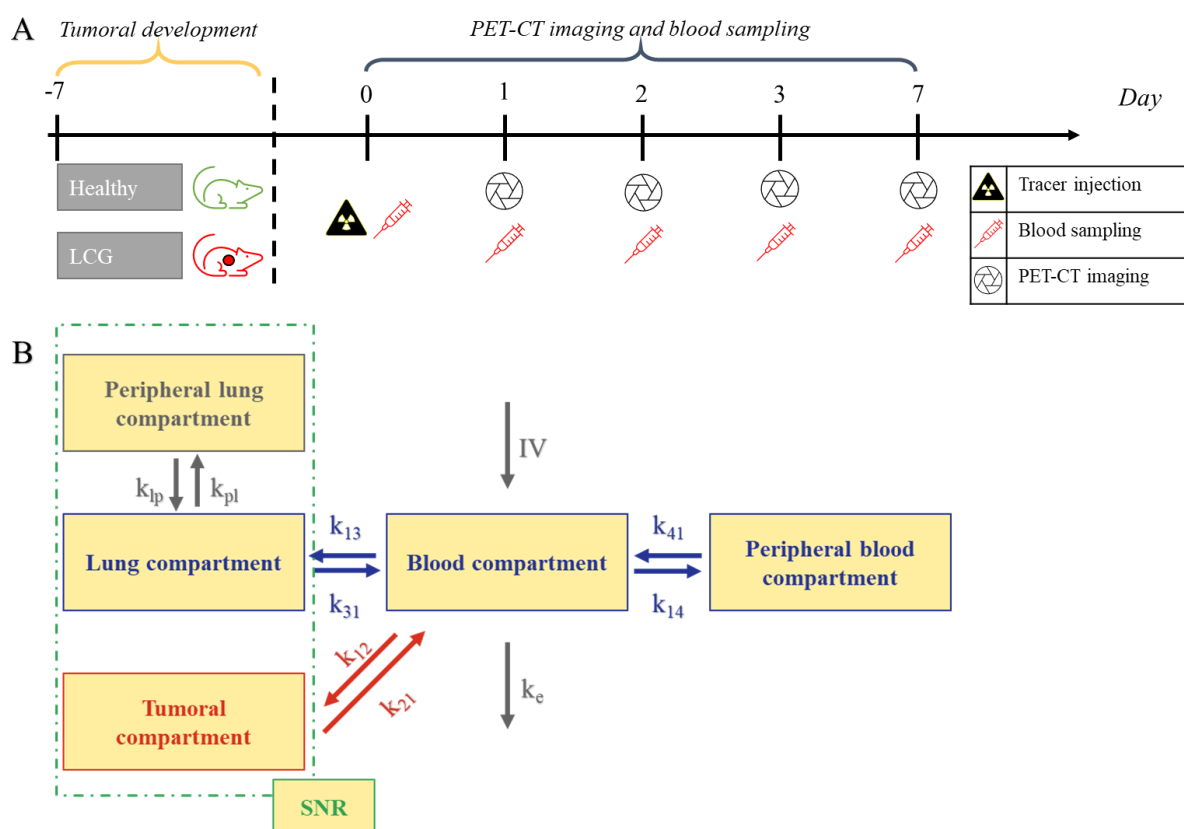 A
Tumoral development
PET-CT imaging and blood sampling
-7
0
1
2
3
7
Day
Healthy
LCG
Tracer injection
Blood sampling
PET-CT imaging
B
Peripheral lung
compartment
IV
klp
kpl
k13
k41
Lung compartment
Blood compartment
Peripheral blood
compartment
k31
k14
k12
k21
ke
Tumoral
compartment
SNR